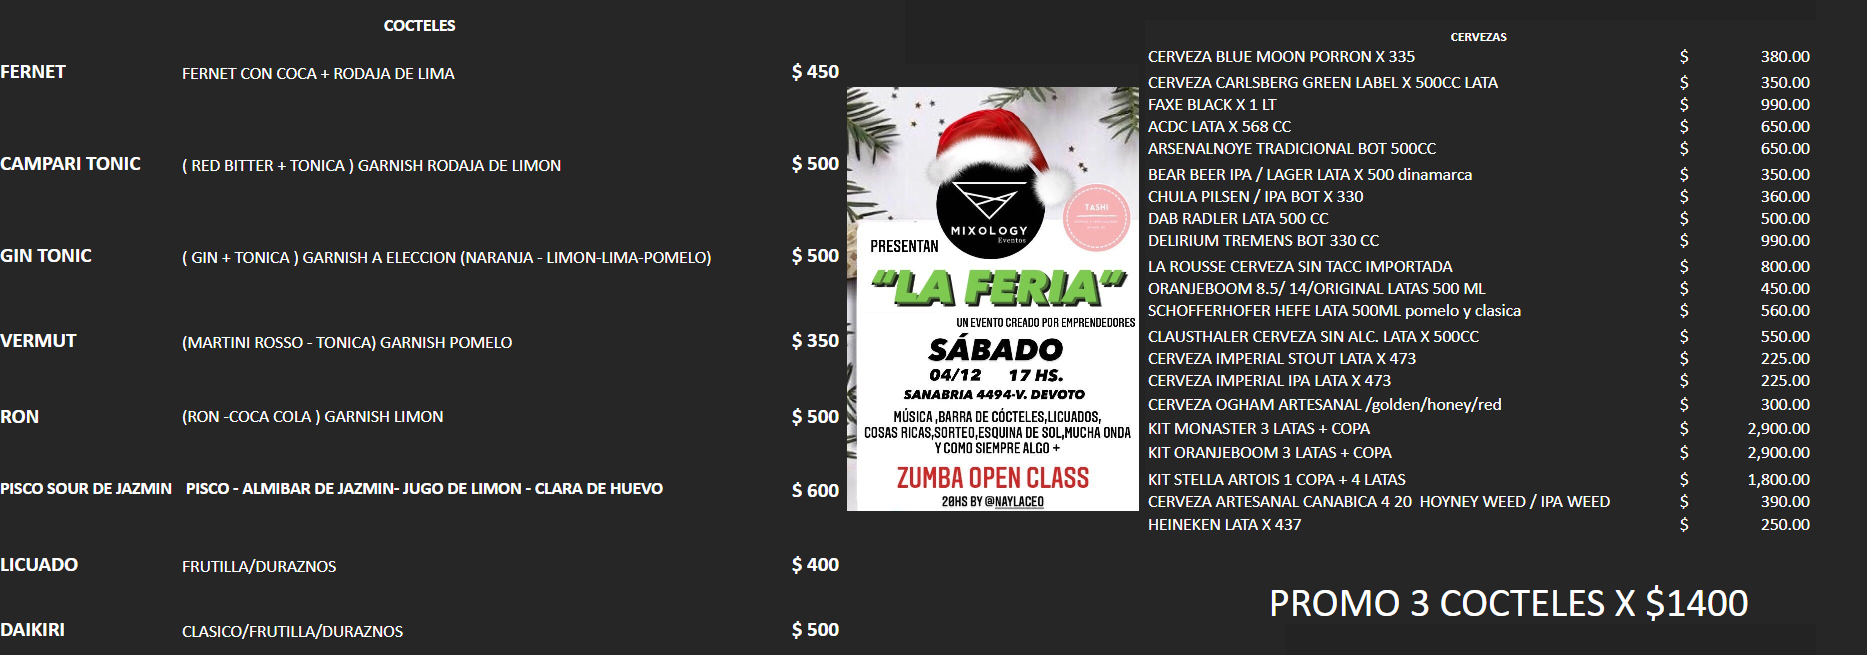 COCTELES
FERNET FERNET CON COCA + RODAJA DE LIMA $ 450
CAMPARI TONIC ( RED BITTER + TONICA ) GARNISH RODAJA DE LIMON $ 500
GIN TONIC ( GIN + TONICA ) GARNISH A ELECCION (NARANJA - LIMON-LIMA-POMELO) $ 500
VERMUT (MARTINI ROSSO - TONICA) GARNISH POMELO $ 350
RON (RON -COCA COLA ) GARNISH LIMON $ 500
PISCO SOUR DE JAZMIN PISCO - ALMIBAR DE JAZMIN- JUGO DE LIMON - CLARA DE HUEVO $ 600
LICUADO FRUTILLA/DURAZNOS $ 400
DAIKIRI CLASICO/FRUTILLA/DURAZNOS $ 500
MIXOLOGY
Eventos
TASHI
PRESENTAN
"LA FERIA"
UN EVENTO CREADO POR EMPRENDEDORES
SÁBADO
04/12 17 HS.
SANABRIA 4494-V. DEVOTO
MÚSICA ,BARRA DE CÓCTELES,LICUADOS,
COSAS RICAS,SORTEO,ESQUINA DE SOL,MUCHA ONDA
Y COMO SIEMPRE ALGO +
ZUMBA OPEN CLASS
20HS BY @NAYLACEO
CERVEZAS
CERVEZA BLUE MOON PORRON X 335 $ 380.00
CERVEZA CARLSBERG GREEN LABEL X 500CC LATA $ 350.00
FAXE BLACK X 1 LT $ 990.00
ACDC LATA X 568 CC $ 650.00
ARSENALNOYE TRADICIONAL BOT 500CC $ 650.00
BEAR BEER IPA / LAGER LATA X 500 dinamarca $ 350.00
CHULA PILSEN / IPA BOT X 330 $ 360.00
DAB RADLER LATA 500 CC $ 500.00
DELIRIUM TREMENS BOT 330 CC $ 990.00
LA ROUSSE CERVEZA SIN TACC IMPORTADA $ 800.00
ORANJEBOOM 8.5/ 14/ORIGINAL LATAS 500 ML $ 450.00
SCHOFFERHOFER HEFE LATA 500ML pomelo y clasica $ 560.00
CLAUSTHALER CERVEZA SIN ALC. LATA X 500CC $ 550.00
CERVEZA IMPERIAL STOUT LATA X 473 $ 225.00
CERVEZA IMPERIAL IPA LATA X 473 $ 225.00
CERVEZA OGHAM ARTESANAL /golden/honey/red $ 300.00
KIT MONASTER 3 LATAS + COPA $ 2,900.00
KIT ORANJEBOOM 3 LATAS + COPA $ 2,900.00
KIT STELLA ARTOIS 1 COPA + 4 LATAS $ 1,800.00
CERVEZA ARTESANAL CANABICA 4 20 HOYNEY WEED / IPA WEED $ 390.00
HEINEKEN LATA X 437 $ 250.00
PROMO 3 COCTELES X $1400